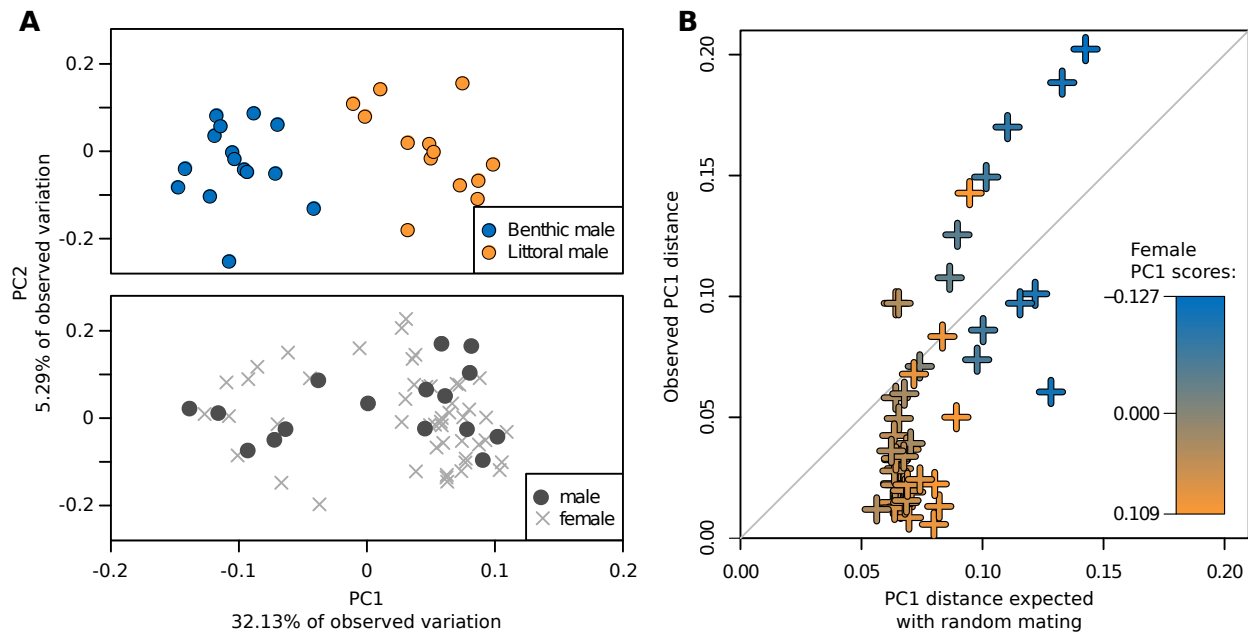 A
0.2
0
-0.2
Benthic male
Littoral male
PC2
5.29% of observed variation
0.2
0
-0.2
male
female
-0.2
-0.1
0
0.1
0.2
PC1
32.13% of observed variation
B
0.20
0.15
0.10
0.05
0.00
Observed PC1 distance
Female
PC1 scores:
−0.127
0.000
0.109
0.00
0.05
0.10
0.15
0.20
PC1 distance expected
with random mating